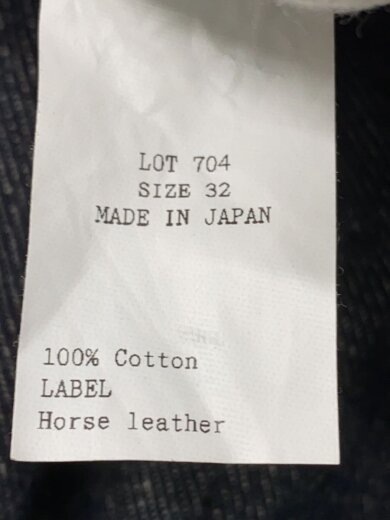 LOT 704
SIZE 32
MADE IN JAPAN
100% Cotton
LABEL
Horse leather